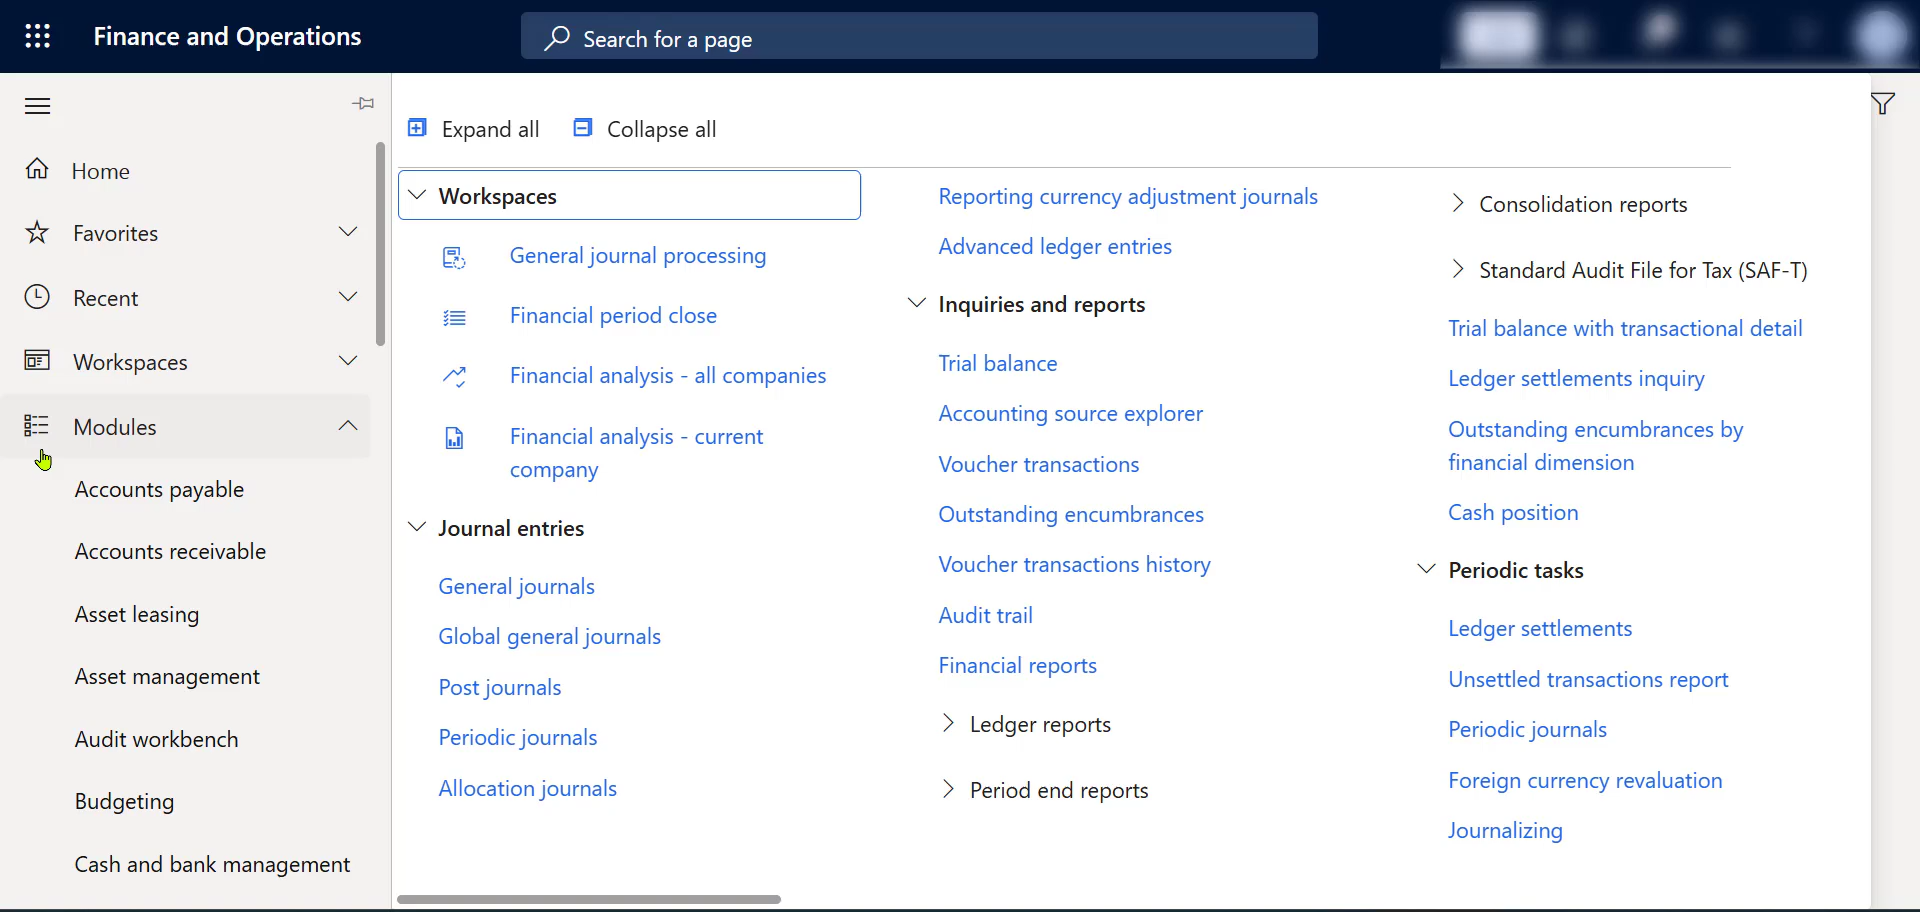 Finance and Operations
Search for a page
Home
Favorites
Recent
Workspaces
Modules
Accounts payable
Accounts receivable
Asset leasing
Asset management
Audit workbench
Budgeting
Cash and bank management
Expand all
Collapse all
Workspaces
General journal processing
Financial period close
Financial analysis - all companies
Financial analysis - current
company
Journal entries
General journals
Global general journals
Post journals
Periodic journals
Allocation journals
Reporting currency adjustment journals
Advanced ledger entries
Inquiries and reports
Trial balance
Accounting source explorer
Voucher transactions
Outstanding encumbrances
Voucher transactions history
Audit trail
Financial reports
Ledger reports
Period end reports
Consolidation reports
Standard Audit File for Tax (SAF-T)
Trial balance with transactional detail
Ledger settlements inquiry
Outstanding encumbrances by
financial dimension
Cash position
Periodic tasks
Ledger settlements
Unsettled transactions report
Periodic journals
Foreign currency revaluation
Journalizing